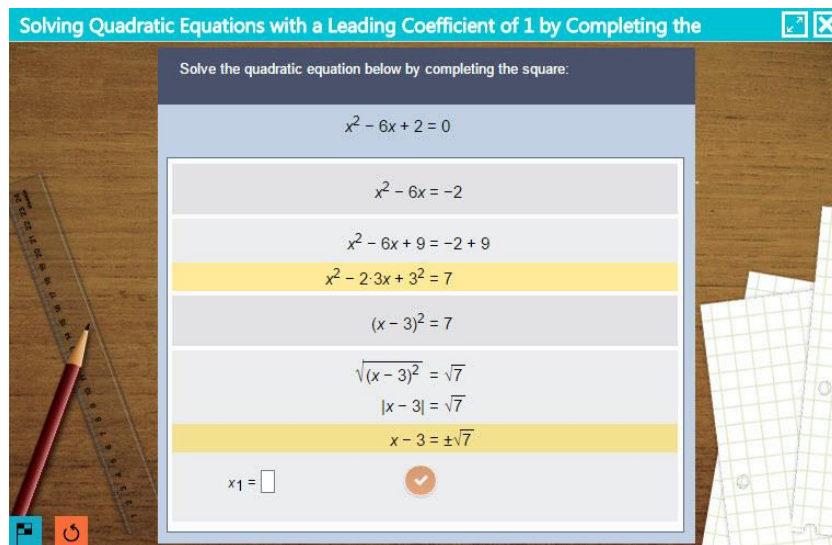 Solving Quadratic Equations with a Leading Coefficient of 1 by Completing the
Solve the quadratic equation below by completing the square:
x² − 6x + 2 = 0
x² − 6x = −2
x² − 6x + 9 = −2 + 9
x² − 2·3x + 3² = 7
(x − 3)² = 7
√(x − 3)² = √7
|x − 3| = √7
x − 3 = ±√7
x₁ =